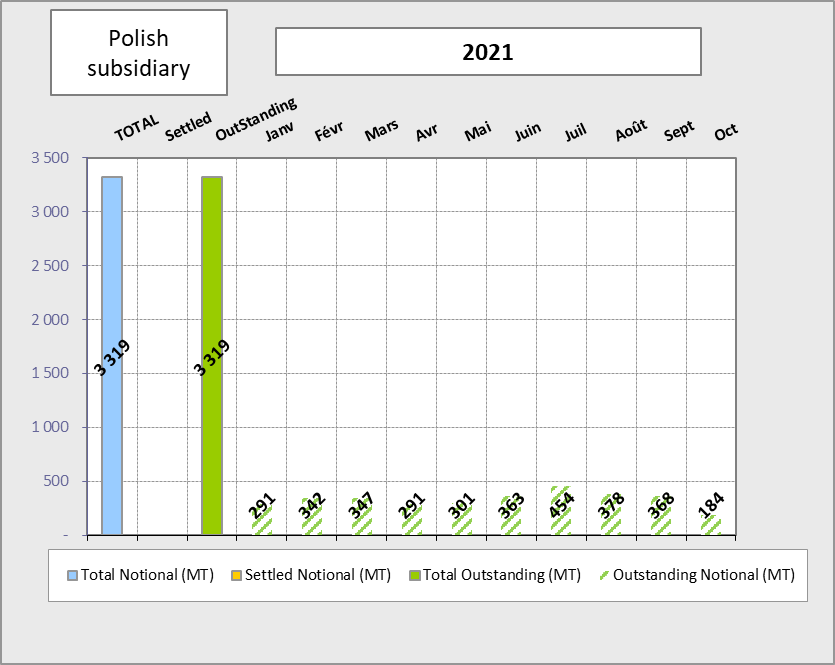 Polish
subsidiary
2021
TOTAL
Settled
OutStanding
Janv
Févr
Mars
Avr
Mai
Juin
Juil
Août
Sept
Oct
3 500
3 000
2 500
2 000
1 500
1 000
500
-
3 319
3 319
291
342
347
291
301
363
454
378
368
184
Total Notional (MT)
Settled Notional (MT)
Total Outstanding (MT)
Outstanding Notional (MT)